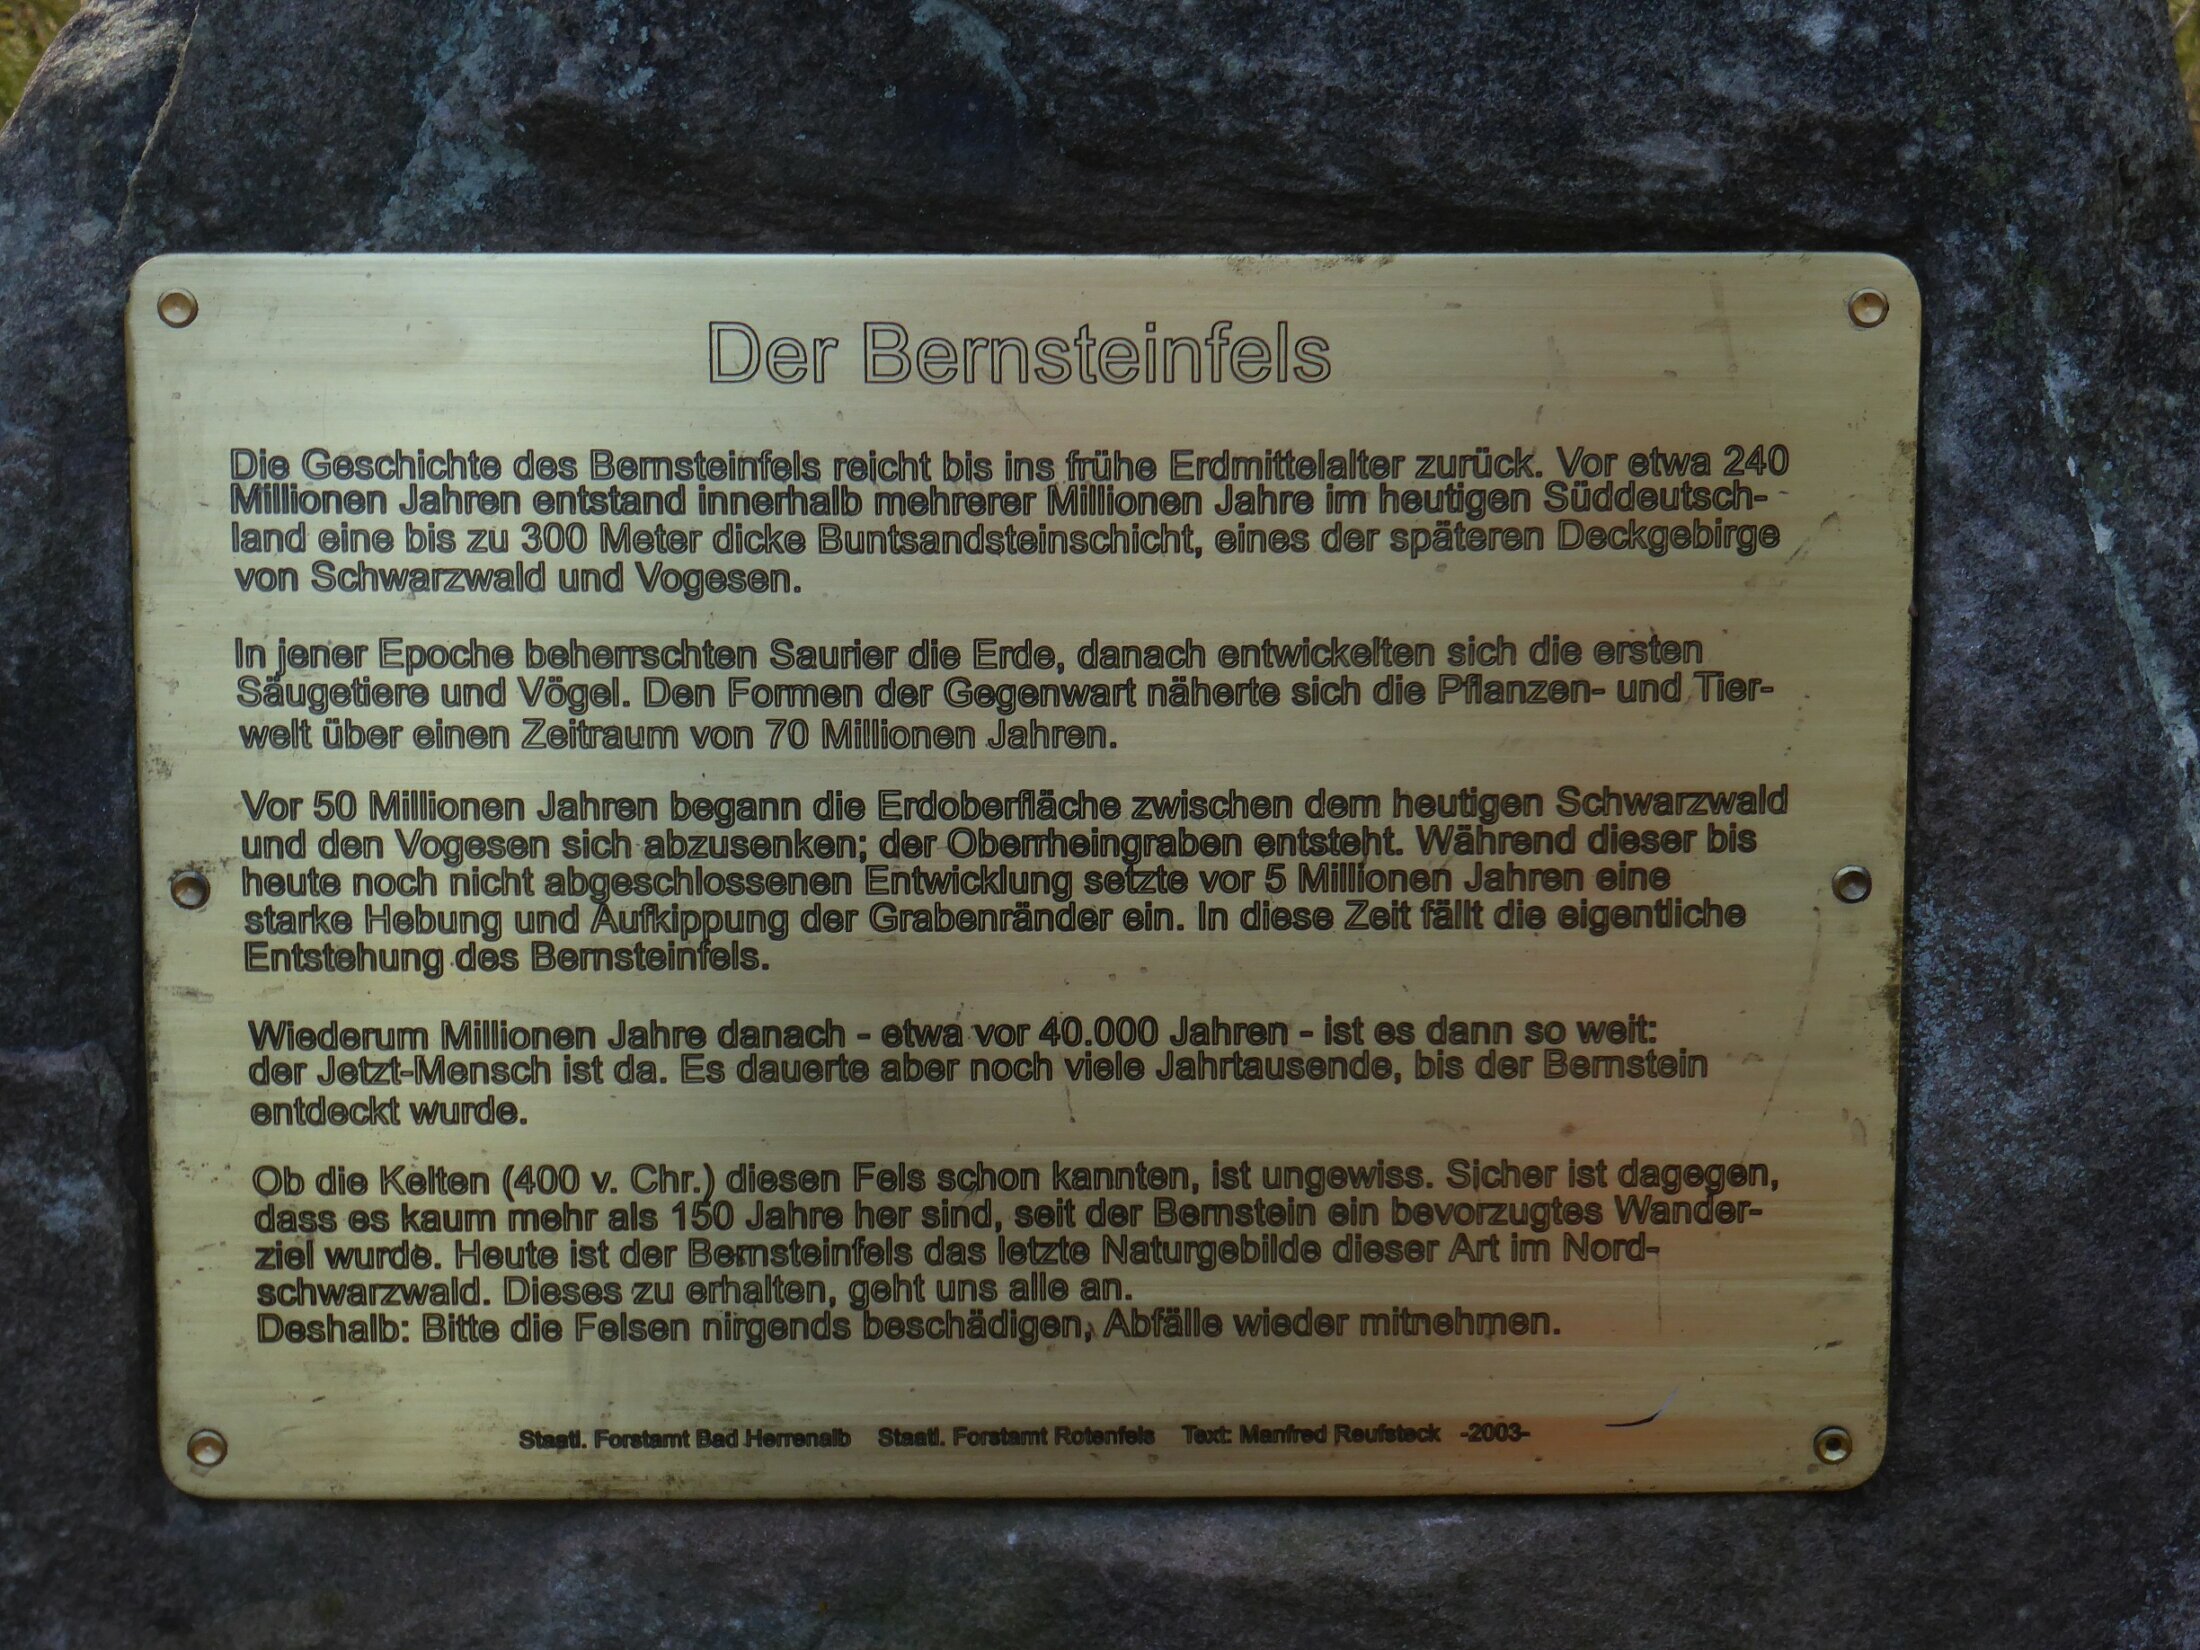 Der Bernsteinfels
Die Geschichte des Bernsteinfels reicht bis ins frühe Erdmittelalter zurück. Vor etwa 240
Millionen Jahren entstand innerhalb mehrerer Millionen Jahre im heutigen Süddeutsch-
land eine bis zu 300 Meter dicke Buntsandsteinschicht, eines der späteren Deckgebirge
von Schwarzwald und Vogesen.
In jener Epoche beherrschten Saurier die Erde, danach entwickelten sich die ersten
Säugetiere und Vögel. Den Formen der Gegenwart näherte sich die Pflanzen- und Tier-
welt über einen Zeitraum von 70 Millionen Jahren.
Vor 50 Millionen Jahren begann die Erdoberfläche zwischen dem heutigen Schwarzwald
und den Vogesen sich abzusenken; der Oberrheingraben entsteht. Während dieser bis
heute noch nicht abgeschlossenen Entwicklung setzte vor 5 Millionen Jahren eine
starke Hebung und Aufkippung der Grabenränder ein. In diese Zeit fällt die eigentliche
Entstehung des Bernsteinfels.
Wiederum Millionen Jahre danach - etwa vor 40.000 Jahren - ist es dann so weit:
der Jetzt-Mensch ist da. Es dauerte aber noch viele Jahrtausende, bis der Bernstein
entdeckt wurde.
Ob die Kelten (400 v. Chr.) diesen Fels schon kannten, ist ungewiss. Sicher ist dagegen,
dass es kaum mehr als 150 Jahre her sind, seit der Bernstein ein bevorzugtes Wander-
ziel wurde. Heute ist der Bernsteinfels das letzte Naturgebilde dieser Art im Nord-
schwarzwald. Dieses zu erhalten, geht uns alle an.
Deshalb: Bitte die Felsen nirgends beschädigen, Abfälle wieder mitnehmen.
Staatl. Forstamt Bad Herrenalb Staatl. Forstamt Rotenfels Text: Manfred Reufsteck -2003-